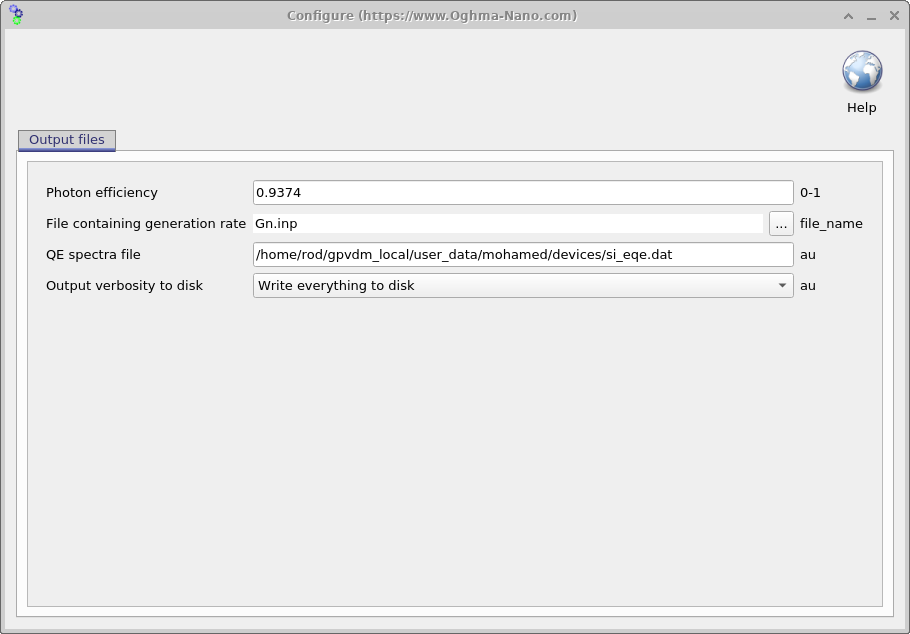 Configure (https://www.Oghma-Nano.com)
Help
Output files
Photon efficiency 0.9374 0-1
File containing generation rate Gn.inp ... file_name
QE spectra file /home/rod/gpvdm_local/user_data/mohamed/devices/si_eqe.dat au
Output verbosity to disk Write everything to disk au